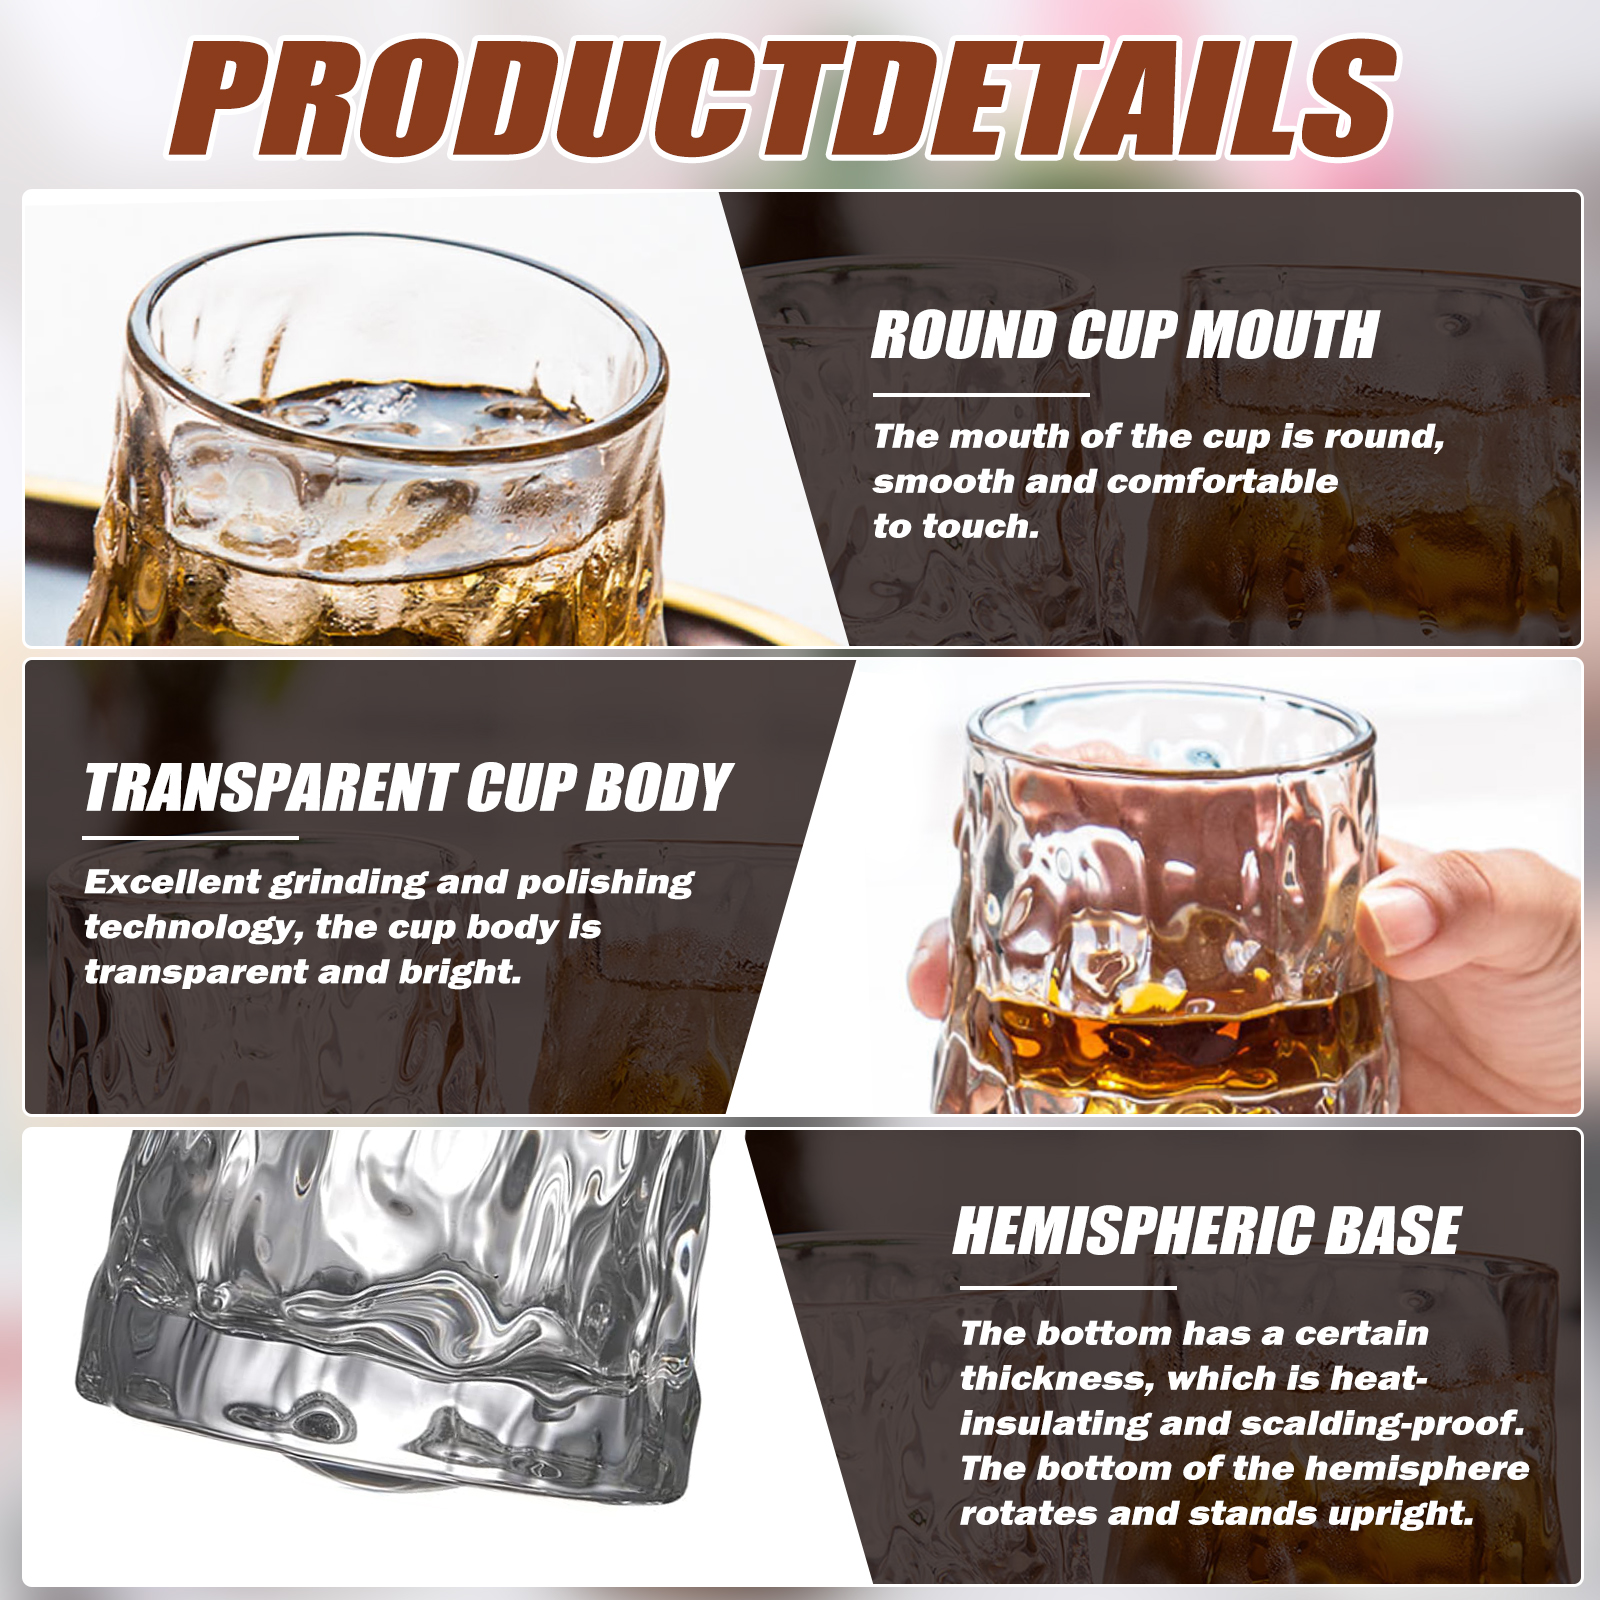 PRODUCTDETAILS
ROUND CUP MOUTH
The mouth of the cup is round,
smooth and comfortable
to touch.
TRANSPARENT CUP BODY
Excellent grinding and polishing
technology, the cup body is
transparent and bright.
HEMISPHERIC BASE
The bottom has a certain
thickness, which is heat-
insulating and scalding-proof.
The bottom of the hemisphere
rotates and stands upright.